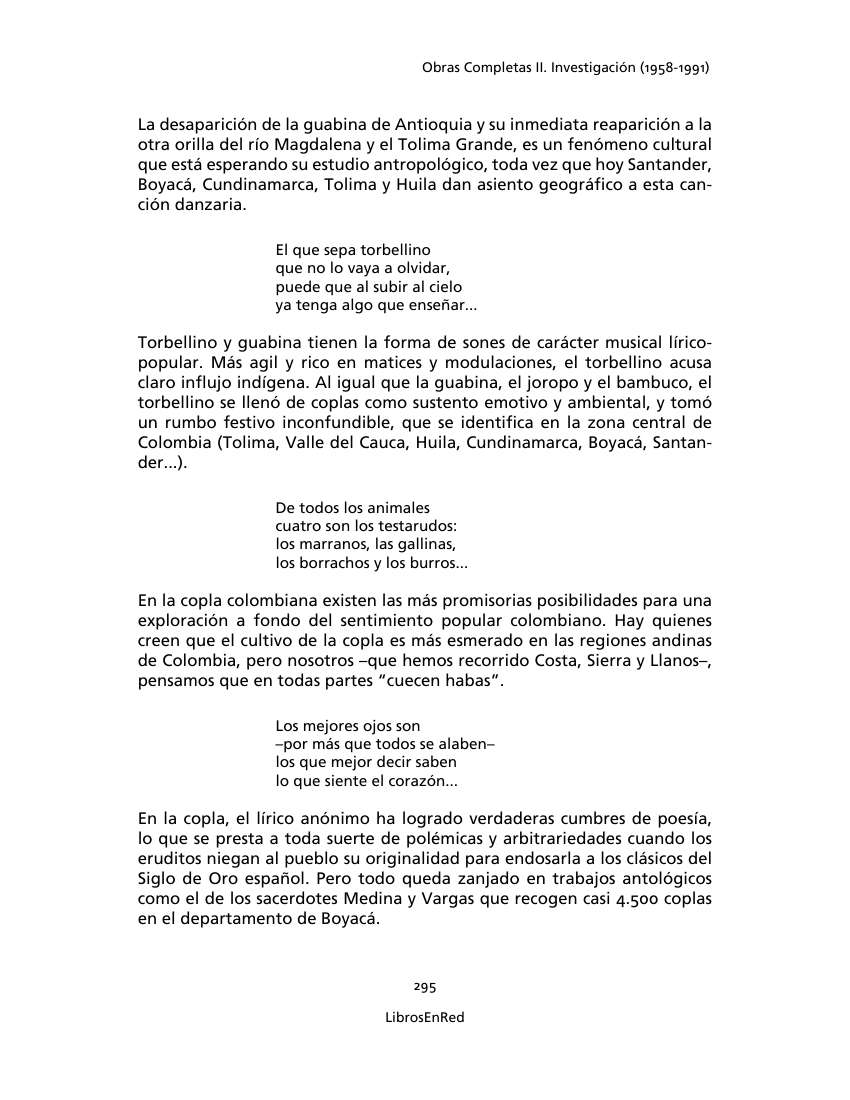 Obras Completas II. Investigación (1958-1991)
La desaparición de la guabina de Antioquia y su inmediata reaparición a la
otra orilla del río Magdalena y el Tolima Grande, es un fenómeno cultural
que está esperando su estudio antropológico, toda vez que hoy Santander,
Boyacá, Cundinamarca, Tolima y Huila dan asiento geográfico a esta can-
ción danzaria.
El que sepa torbellino
que no lo vaya a olvidar,
puede que al subir al cielo
ya tenga algo que enseñar...
Torbellino y guabina tienen la forma de sones de carácter musical lírico-
popular. Más agil y rico en matices y modulaciones, el torbellino acusa
claro influjo indígena. Al igual que la guabina, el joropo y el bambuco, el
torbellino se llenó de coplas como sustento emotivo y ambiental, y tomó
un rumbo festivo inconfundible, que se identifica en la zona central de
Colombia (Tolima, Valle del Cauca, Huila, Cundinamarca, Boyacá, Santan-
der...).
De todos los animales
cuatro son los testarudos:
los marranos, las gallinas,
los borrachos y los burros...
En la copla colombiana existen las más promisorias posibilidades para una
exploración a fondo del sentimiento popular colombiano. Hay quienes
creen que el cultivo de la copla es más esmerado en las regiones andinas
de Colombia, pero nosotros –que hemos recorrido Costa, Sierra y Llanos–,
pensamos que en todas partes “cuecen habas”.
Los mejores ojos son
–por más que todos se alaben–
los que mejor decir saben
lo que siente el corazón...
En la copla, el lírico anónimo ha logrado verdaderas cumbres de poesía,
lo que se presta a toda suerte de polémicas y arbitrariedades cuando los
eruditos niegan al pueblo su originalidad para endosarla a los clásicos del
Siglo de Oro español. Pero todo queda zanjado en trabajos antológicos
como el de los sacerdotes Medina y Vargas que recogen casi 4.500 coplas
en el departamento de Boyacá.
295
LibrosEnRed